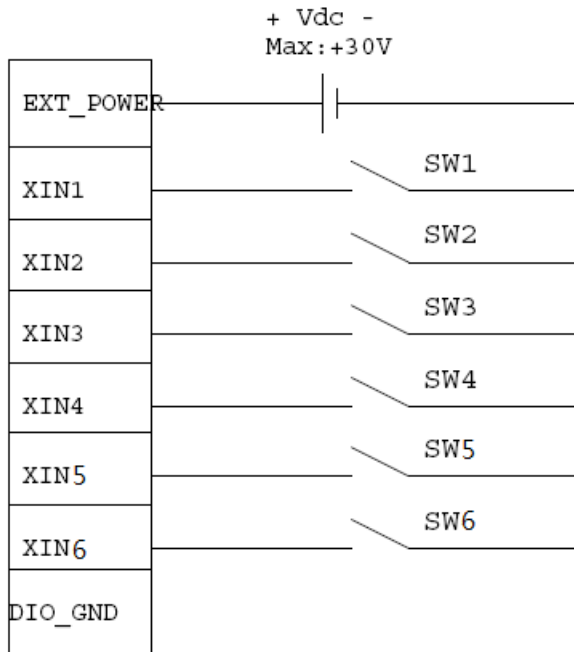 + Vdc -
Max:+30V
EXT_POWER
XIN1
SW1
XIN2
SW2
XIN3
SW3
XIN4
SW4
XIN5
SW5
XIN6
SW6
DIO_GND